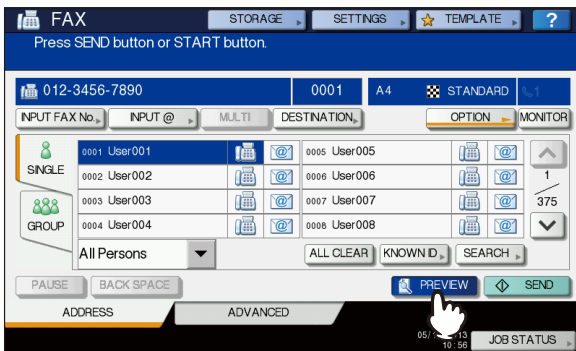 FAX STORAGE SETTINGS TEMPLATE ?
Press SEND button or START button.
012-3456-7890 0001 A4 STANDARD 1
INPUT FAX No. INPUT @ MULTI DESTINATION OPTION MONITOR
SINGLE
GROUP
0001 User001 0005 User005
0002 User002 0006 User006
0003 User003 0007 User007
0004 User004 0008 User008
1
375
All Persons ALL CLEAR KNOWN ID SEARCH
PAUSE BACK SPACE PREVIEW SEND
ADDRESS ADVANCED
10:56 JOB STATUS